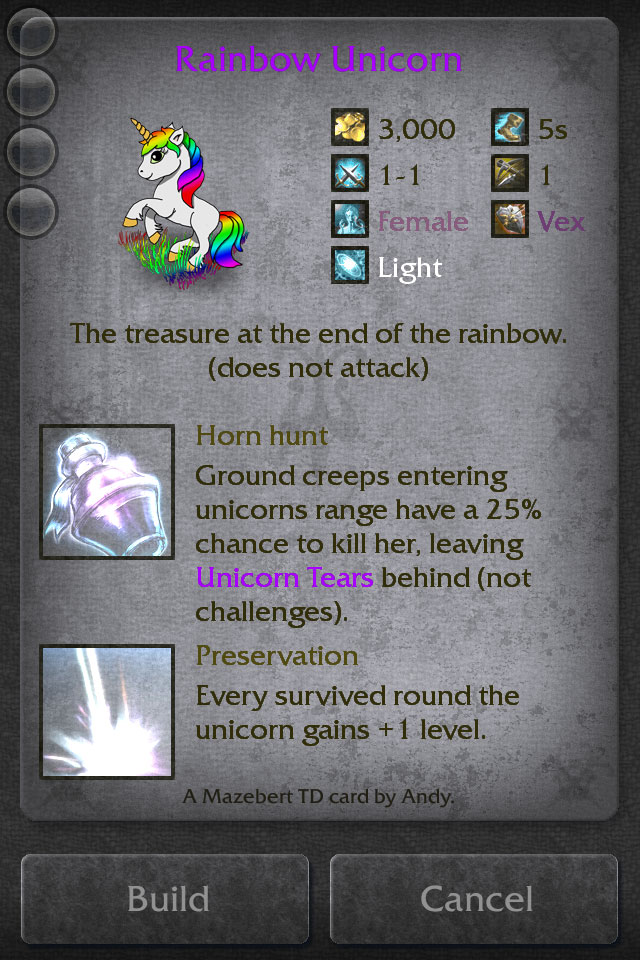 Rainbow Unicorn
3,000 5s
1-1 1
Female Vex
Light
The treasure at the end of the rainbow.
(does not attack)
Horn hunt
Ground creeps entering
unicorns range have a 25%
chance to kill her, leaving
Unicorn Tears behind (not
challenges).
Preservation
Every survived round the
unicorn gains +1 level.
A Mazebert TD card by Andy.
Build Cancel